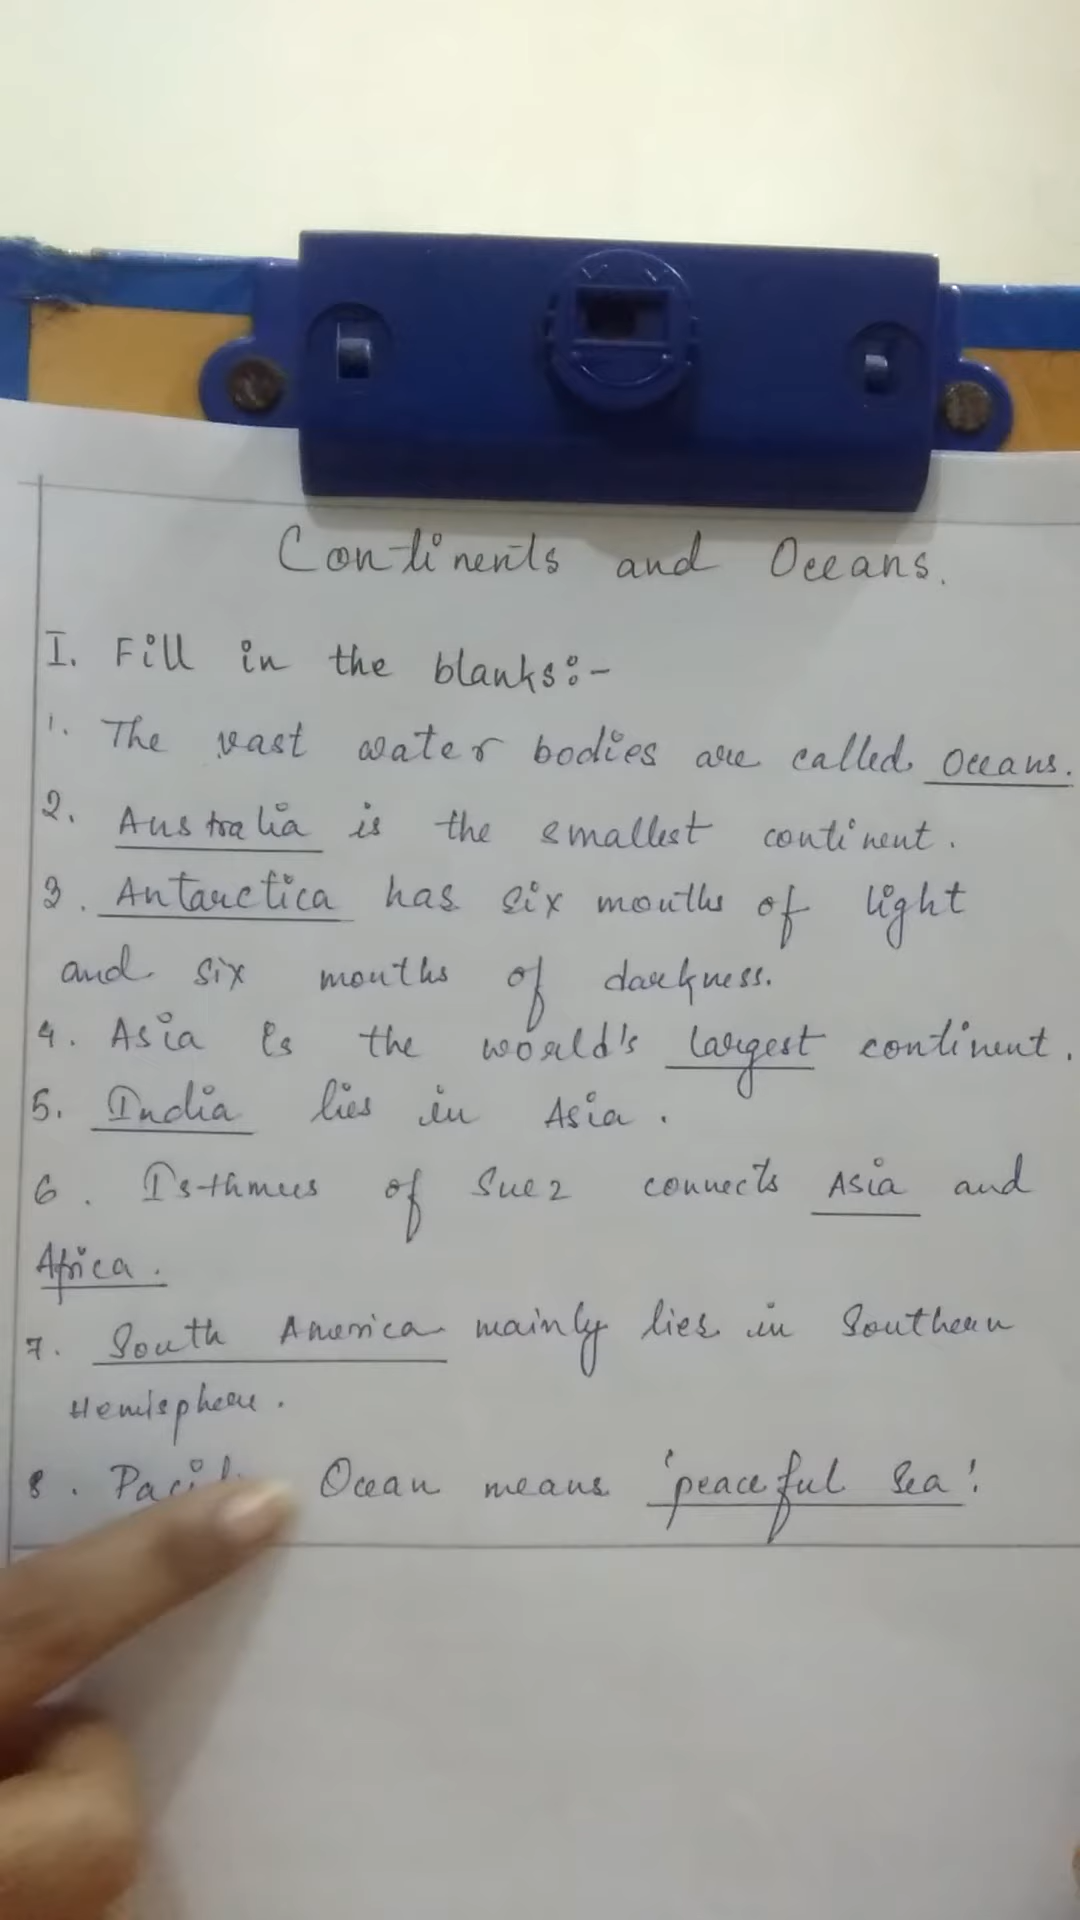 Continents and Oceans.
I. Fill in the blanks:-
1. The vast water bodies are called Oceans.
2. Australia is the smallest continent.
3. Antarctica has six months of light
and six months of darkness.
4. Asia is the world's largest continent.
5. India lies in Asia.
6. Isthmus of Suez connects Asia and
Africa.
7. South America mainly lies in Southern
Hemisphere.
8. Ocean means 'peaceful Sea'.